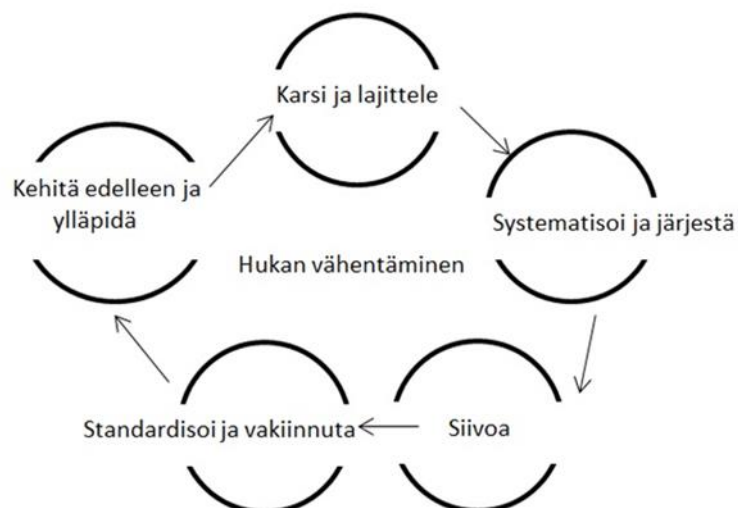 Karsi ja lajittele
Kehitä edelleen ja
ylläpidä
Systematisoi ja järjestä
Hukan vähentäminen
Standardisoi ja vakiinnuta
Siivoa